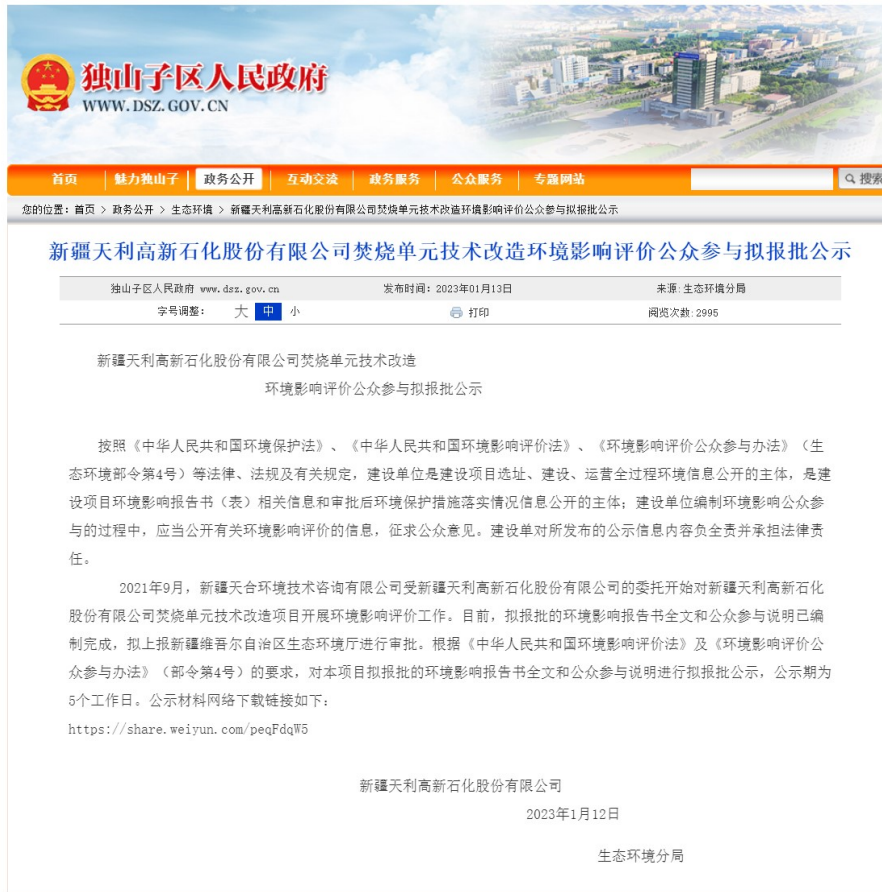 独山子区人民政府
WWW.DSZ.GOV.CN
首页 魅力独山子 政务公开 互动交流 政务服务 公众服务 专题网站 搜索
您的位置：首页 > 政务公开 > 生态环境 > 新疆天利高新石化股份有限公司焚烧单元技术改造环境影响评价公众参与拟报批公示
新疆天利高新石化股份有限公司焚烧单元技术改造环境影响评价公众参与拟报批公示
独山子区人民政府 www.dsz.gov.cn 发布时间：2023年01月13日 来源:生态环境分局
字号调整： 大 中 小 打印 阅览次数:2995
新疆天利高新石化股份有限公司焚烧单元技术改造
环境影响评价公众参与拟报批公示
按照《中华人民共和国环境保护法》、《中华人民共和国环境影响评价法》、《环境影响评价公众参与办法》（生
态环境部令第4号）等法律、法规及有关规定，建设单位是建设项目选址、建设、运营全过程环境信息公开的主体，是建
设项目环境影响报告书（表）相关信息和审批后环境保护措施落实情况信息公开的主体；建设单位编制环境影响公众参
与的过程中，应当公开有关环境影响评价的信息，征求公众意见。建设单对所发布的公示信息内容负全责并承担法律责
任。
2021年9月，新疆天合环境技术咨询有限公司受新疆天利高新石化股份有限公司的委托开始对新疆天利高新石化
股份有限公司焚烧单元技术改造项目开展环境影响评价工作。目前，拟报批的环境影响报告书全文和公众参与说明已编
制完成，拟上报新疆维吾尔自治区生态环境厅进行审批。根据《中华人民共和国环境影响评价法》及《环境影响评价公
众参与办法》（部令第4号）的要求，对本项目拟报批的环境影响报告书全文和公众参与说明进行拟报批公示，公示期为
5个工作日。公示材料网络下载链接如下：
https://share.weiyun.com/peqFdqW5
新疆天利高新石化股份有限公司
2023年1月12日
生态环境分局